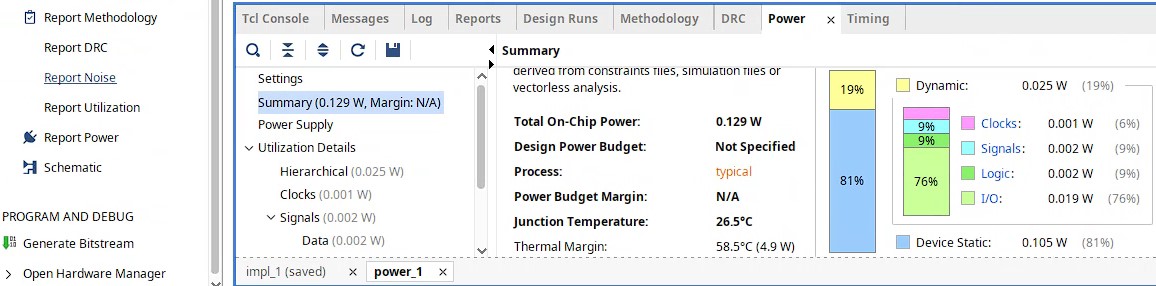 Report Methodology
Report DRC
Report Noise
Report Utilization
Report Power
Schematic
PROGRAM AND DEBUG
Generate Bitstream
Open Hardware Manager
Tcl Console Messages Log Reports Design Runs Methodology DRC Power Timing
Settings
Summary (0.129 W, Margin: N/A)
Power Supply
Utilization Details
Hierarchical (0.025 W)
Clocks (0.001 W)
Signals (0.002 W)
Data (0.002 W)
Summary
derived from constraints files, simulation files or
vectorless analysis.
Total On-Chip Power: 0.129 W
Design Power Budget: Not Specified
Process: typical
Power Budget Margin: N/A
Junction Temperature: 26.5°C
Thermal Margin: 58.5°C (4.9 W)
19%
81%
Dynamic: 0.025 W (19%)
9%
9%
76%
Clocks: 0.001 W (6%)
Signals: 0.002 W (9%)
Logic: 0.002 W (9%)
I/O: 0.019 W (76%)
Device Static: 0.105 W (81%)
impl_1 (saved) power_1